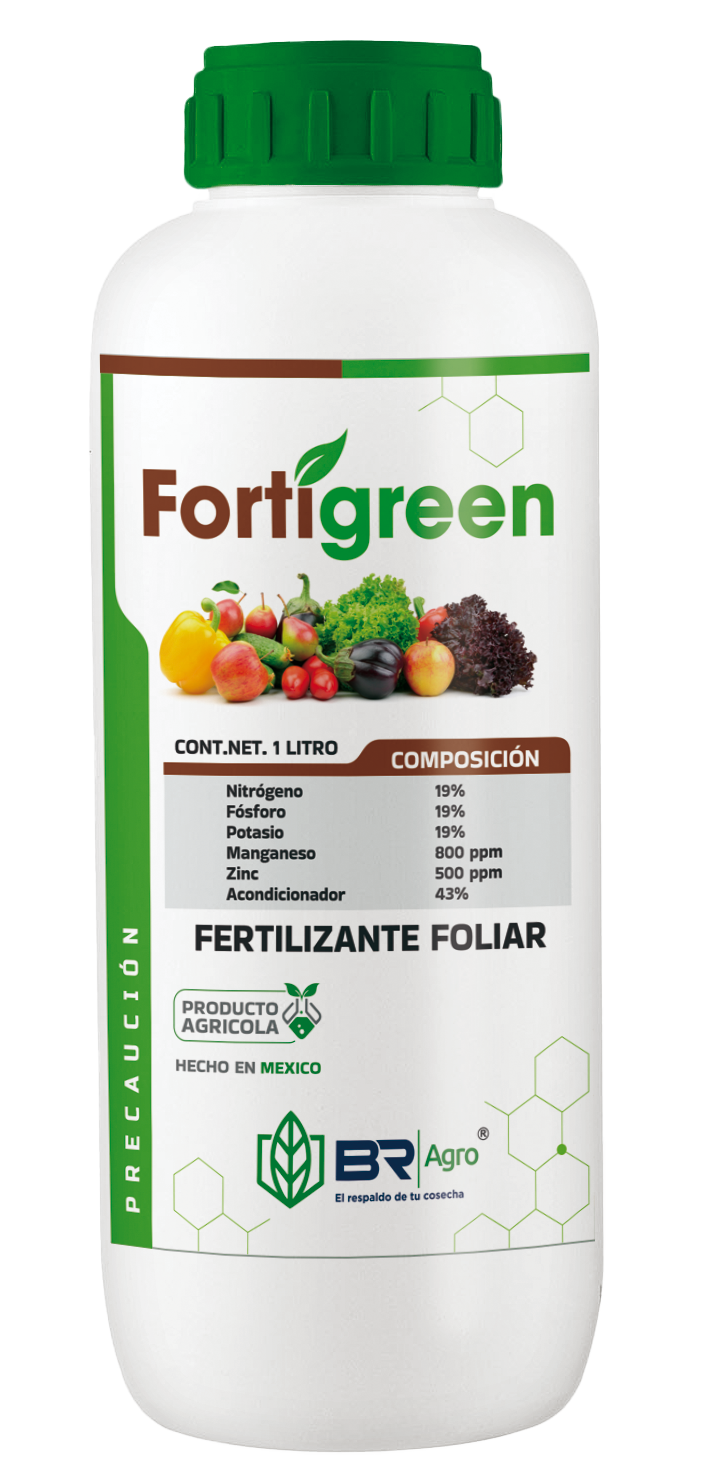 Fortigreen
CONT.NET. 1 LITRO
COMPOSICIÓN
Nitrógeno 19%
Fósforo 19%
Potasio 19%
Manganeso 800 ppm
Zinc 500 ppm
Acondicionador 43%
FERTILIZANTE FOLIAR
PRODUCTO
AGRICOLA
HECHO EN MEXICO
PRECAUCIÓN
BR Agro ®
El respaldo de tu cosecha